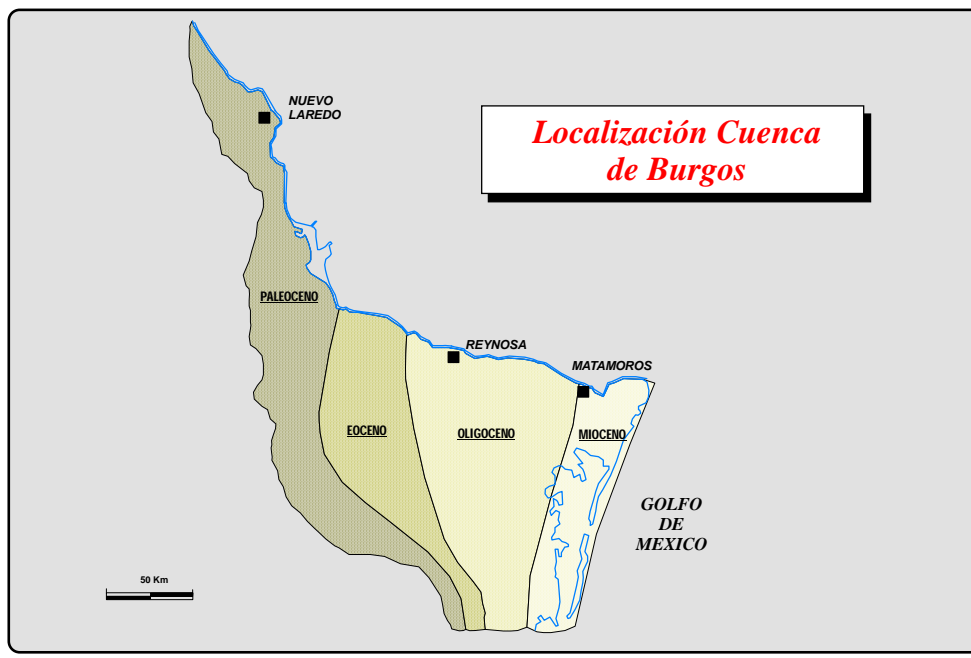 Localización Cuenca
de Burgos
NUEVO
LAREDO
PALEOCENO
REYNOSA
MATAMOROS
EOCENO
OLIGOCENO
MIOCENO
GOLFO
DE
MEXICO
50 Km